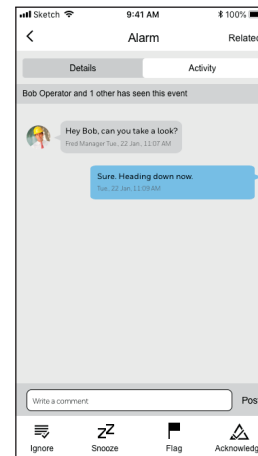 Sketch 9:41 AM 100%
Alarm Related
Details Activity
Bob Operator and 1 other has seen this event
Hey Bob, can you take a look?
Fred Manager Tue, 22 Jan, 11:07 AM
Sure. Heading down now.
Tue, 22 Jan, 11:09 AM
Write a comment Pos
zZ
Ignore Snooze Flag Acknowledg